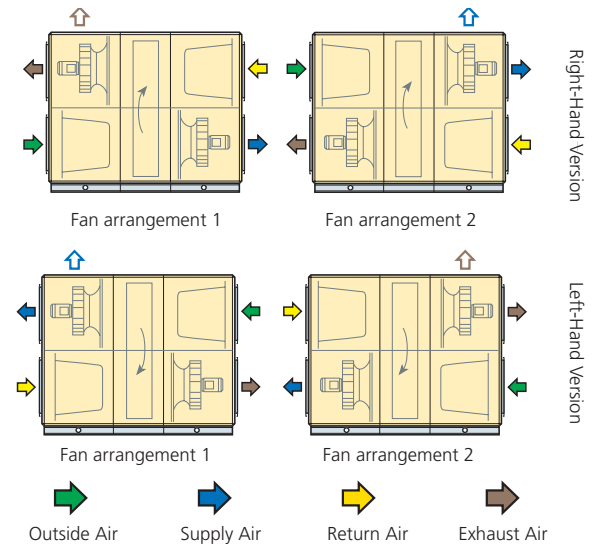 Right-Hand Version
Fan arrangement 1
Fan arrangement 2
Left-Hand Version
Fan arrangement 1
Fan arrangement 2
Outside Air
Supply Air
Return Air
Exhaust Air